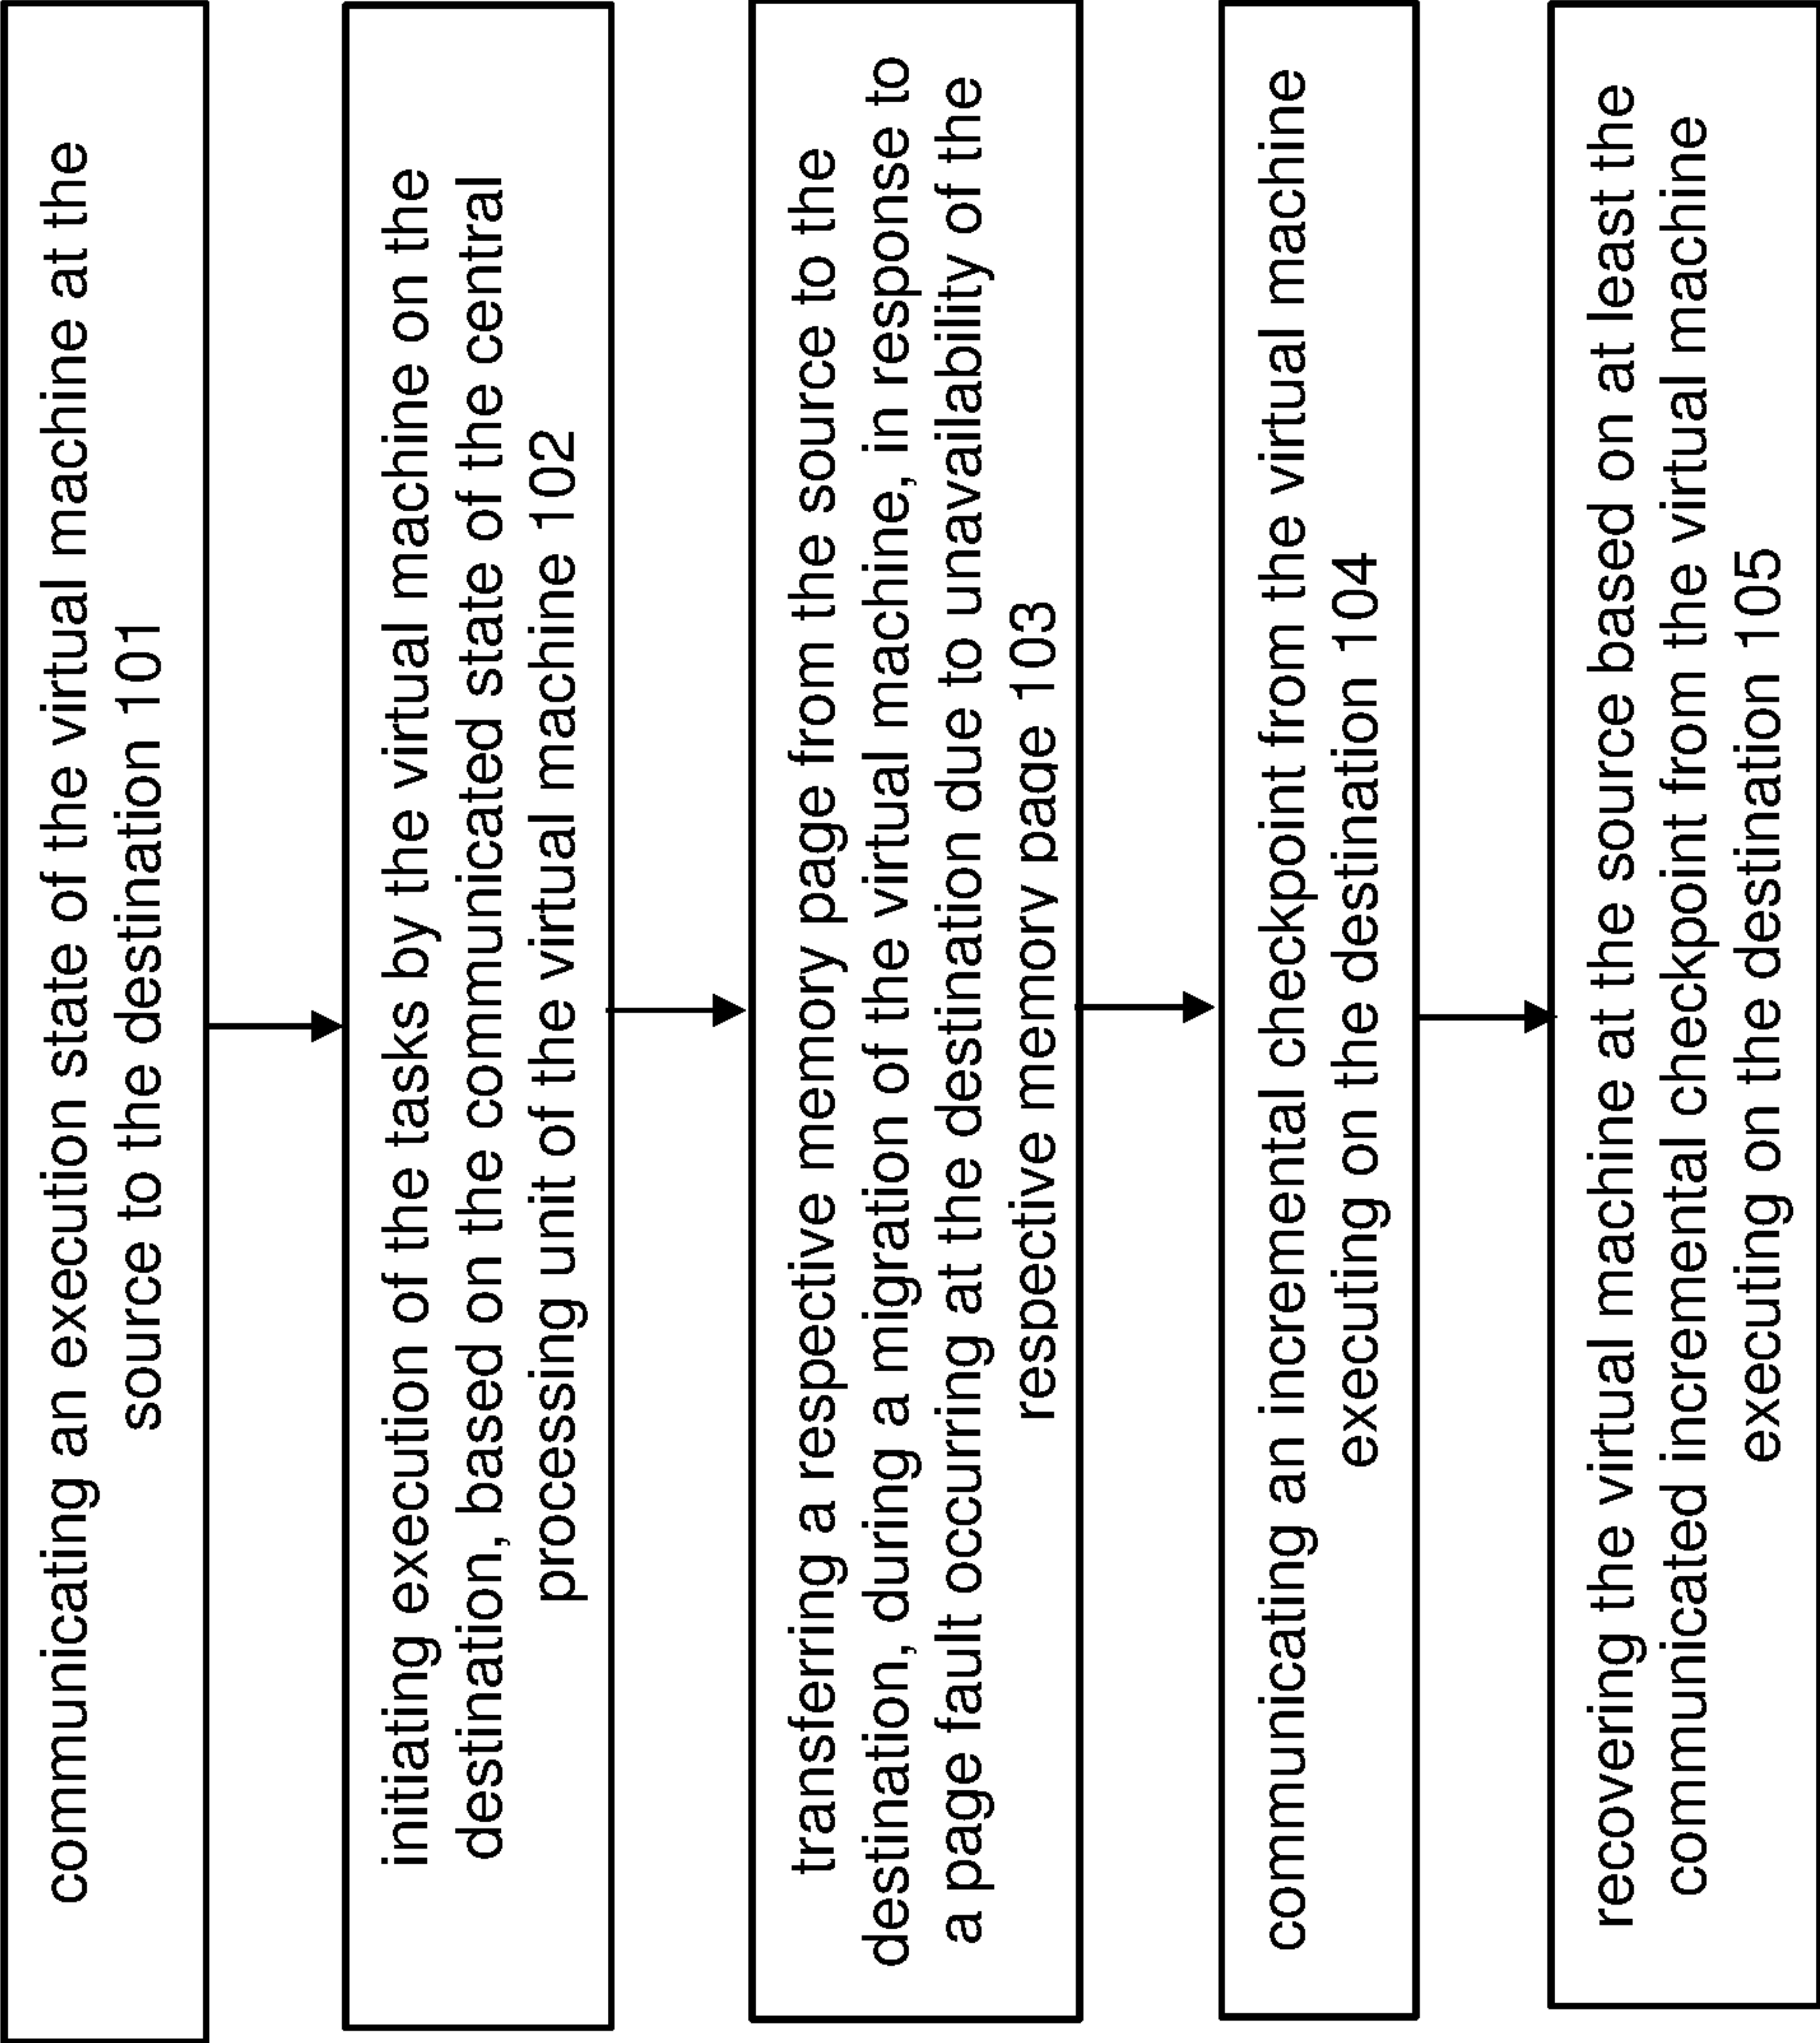 communicating an execution state of the virtual machine at the
source to the destination 101
initiating execution of the tasks by the virtual machine on the
destination, based on the communicated state of the central
processing unit of the virtual machine 102
transferring a respective memory page from the source to the
destination, during a migration of the virtual machine, in response to
a page fault occurring at the destination due to unavailability of the
respective memory page 103
communicating an incremental checkpoint from the virtual machine
executing on the destination 104
recovering the virtual machine at the source based on at least the
communicated incremental checkpoint from the virtual machine
executing on the destination 105